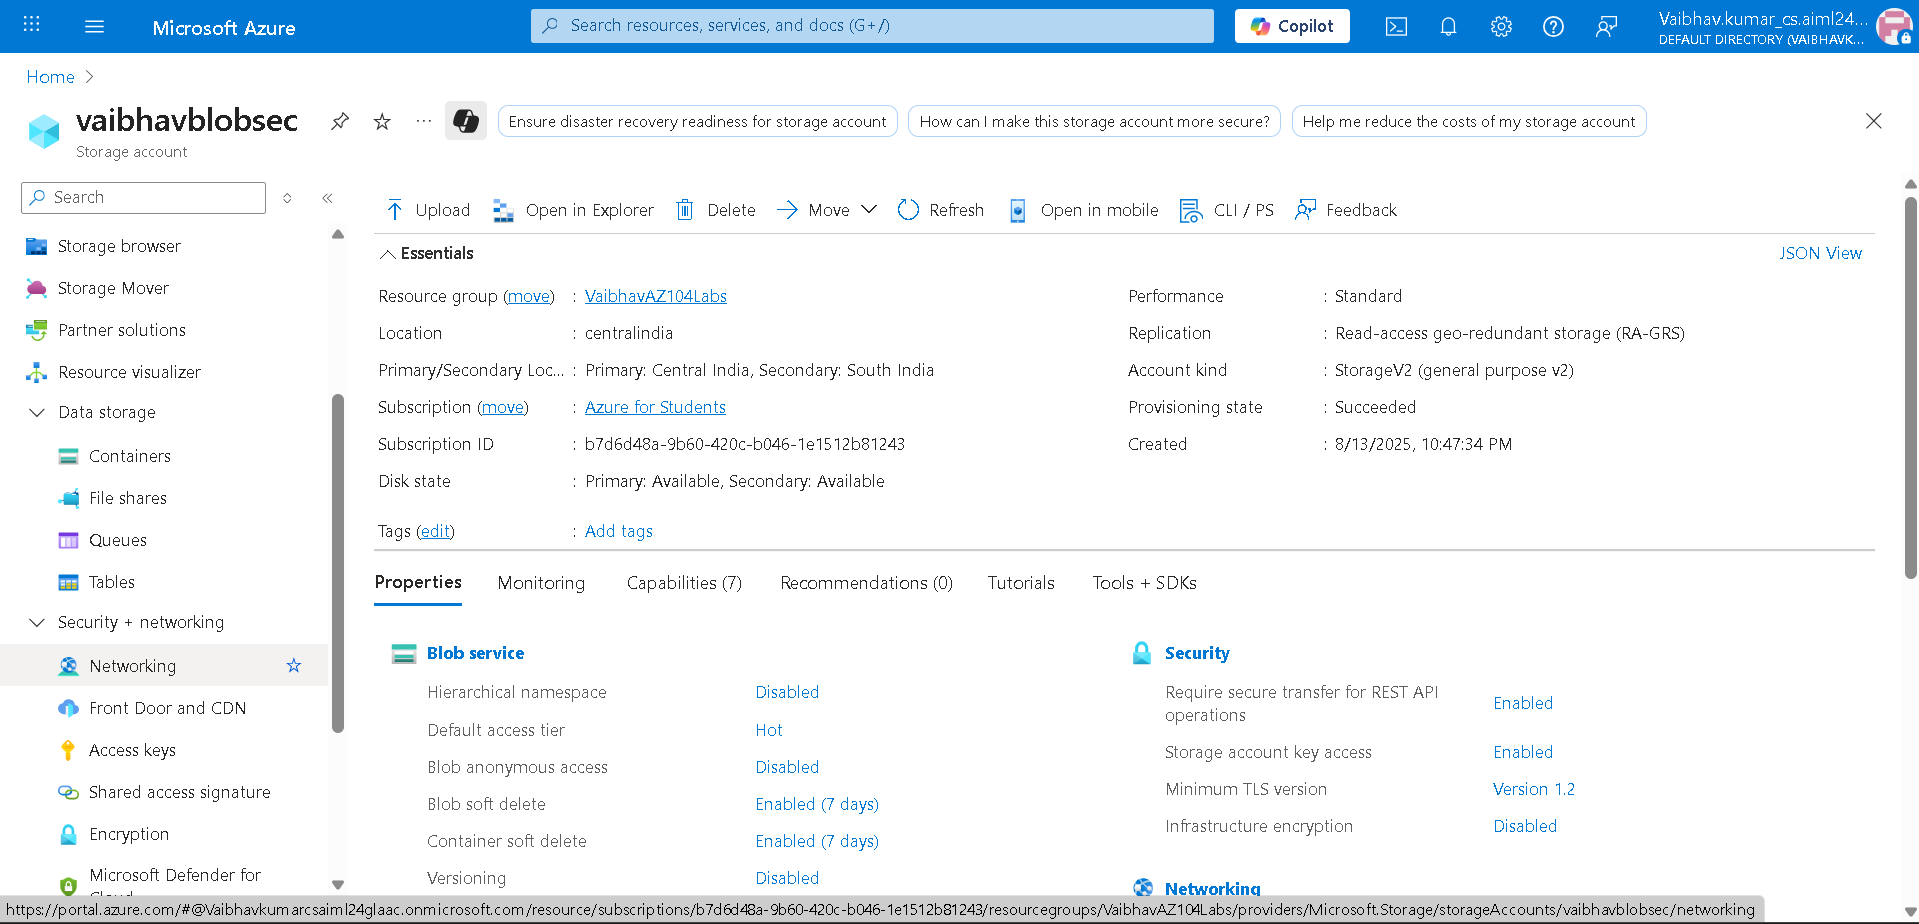 Microsoft Azure
Search resources, services, and docs (G+/)
Copilot
Vaibhav.kumar_cs.aiml24...
DEFAULT DIRECTORY (VAIBHAVK...
Home
vaibhavblobsec
Storage account
Ensure disaster recovery readiness for storage account
How can I make this storage account more secure?
Help me reduce the costs of my storage account
Search
Storage browser
Storage Mover
Partner solutions
Resource visualizer
Data storage
Containers
File shares
Queues
Tables
Security + networking
Networking
Front Door and CDN
Access keys
Shared access signature
Encryption
Microsoft Defender for
Upload
Open in Explorer
Delete
Move
Refresh
Open in mobile
CLI / PS
Feedback
Essentials
JSON View
Resource group (move) : VaibhavAZ104Labs
Location : centralindia
Primary/Secondary Loc... : Primary: Central India, Secondary: South India
Subscription (move) : Azure for Students
Subscription ID : b7d6d48a-9b60-420c-b046-1e1512b81243
Disk state : Primary: Available, Secondary: Available
Performance : Standard
Replication : Read-access geo-redundant storage (RA-GRS)
Account kind : StorageV2 (general purpose v2)
Provisioning state : Succeeded
Created : 8/13/2025, 10:47:34 PM
Tags (edit) : Add tags
Properties
Monitoring
Capabilities (7)
Recommendations (0)
Tutorials
Tools + SDKs
Blob service
Hierarchical namespace Disabled
Default access tier Hot
Blob anonymous access Disabled
Blob soft delete Enabled (7 days)
Container soft delete Enabled (7 days)
Versioning Disabled
Security
Require secure transfer for REST API
operations Enabled
Storage account key access Enabled
Minimum TLS version Version 1.2
Infrastructure encryption Disabled
Networking
https://portal.azure.com/#@Vaibhavkumarcsaiml24glaac.onmicrosoft.com/resource/subscriptions/b7d6d48a-9b60-420c-b046-1e1512b81243/resourcegroups/VaibhavAZ104Labs/providers/Microsoft.Storage/storageAccounts/vaibhavblobsec/networking